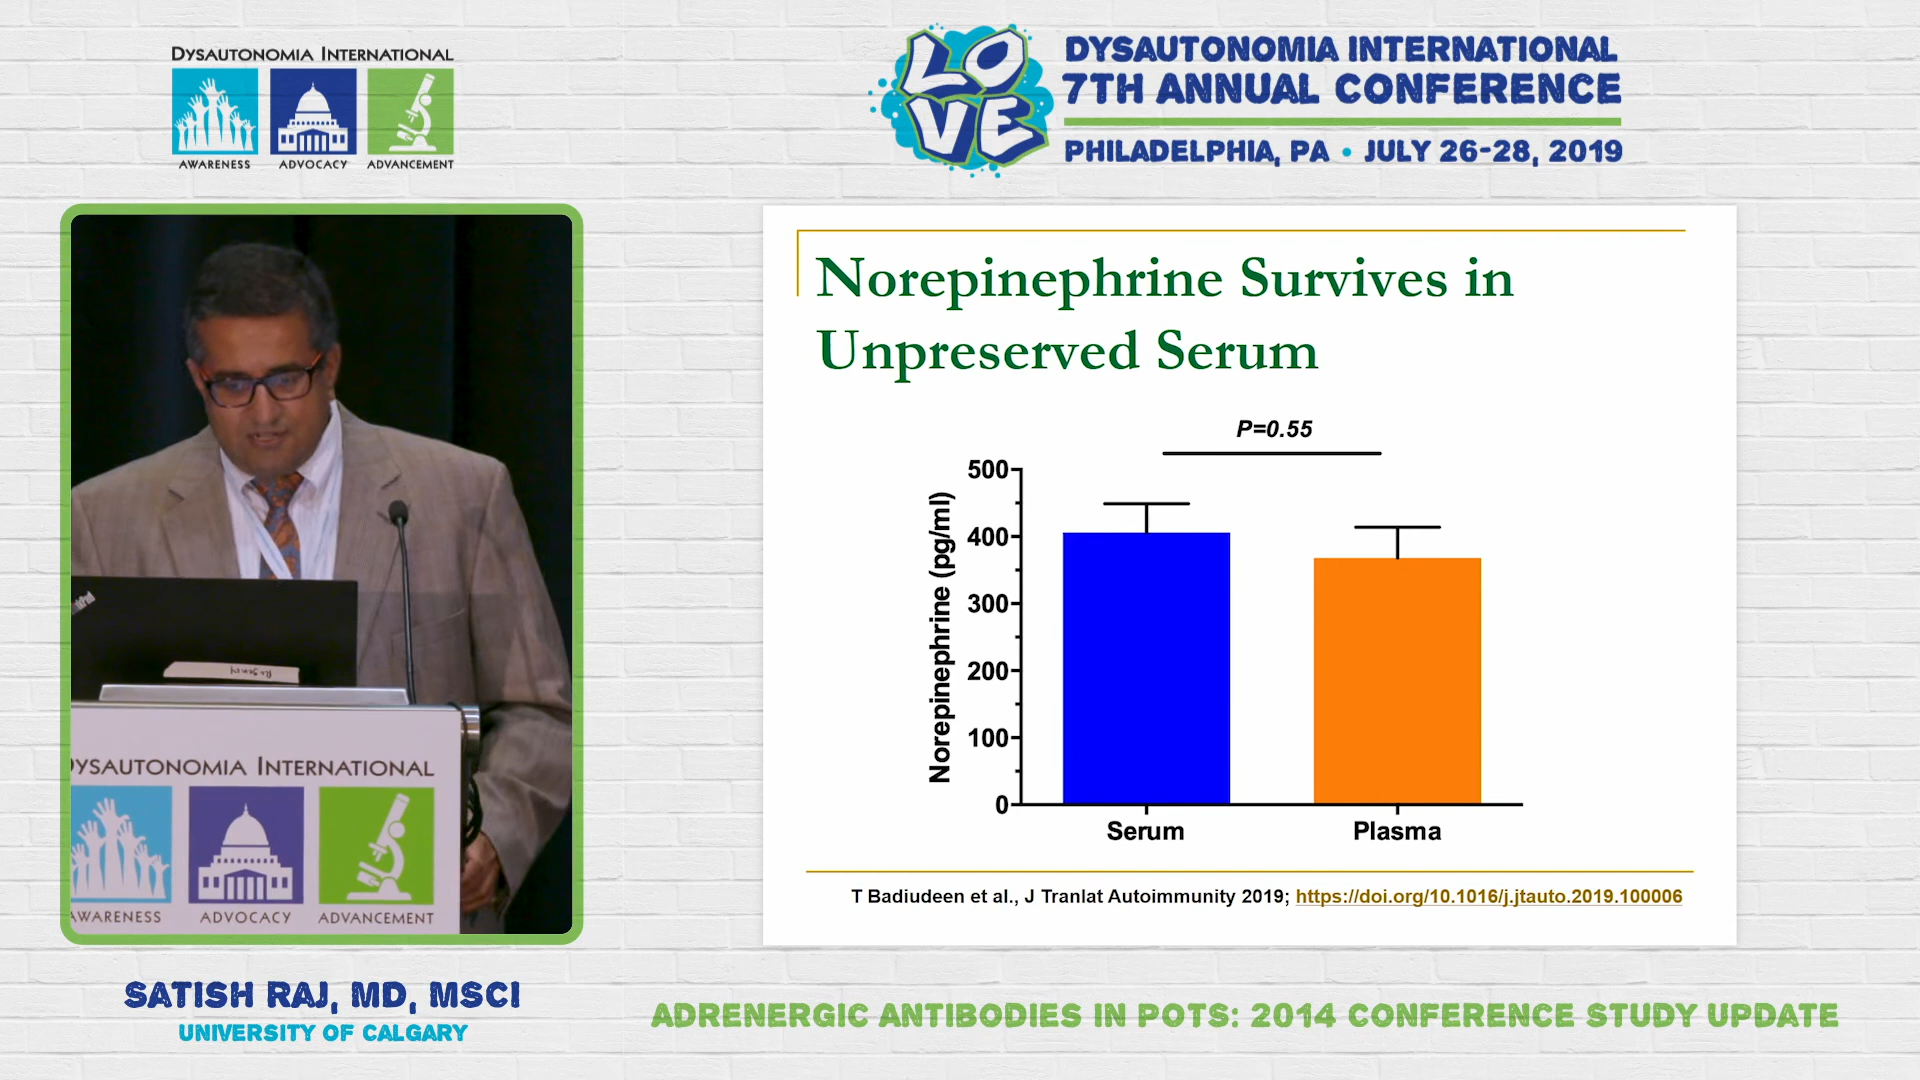 DYSAUTONOMIA INTERNATIONAL
AWARENESS ADVOCACY ADVANCEMENT
LOVE
DYSAUTONOMIA INTERNATIONAL
7TH ANNUAL CONFERENCE
PHILADELPHIA, PA • JULY 26-28, 2019
Norepinephrine Survives in
Unpreserved Serum
P=0.55
Norepinephrine (pg/ml)
500
400
300
200
100
0
Serum Plasma
T Badiudeen et al., J Tranlat Autoimmunity 2019; https://doi.org/10.1016/j.jtauto.2019.100006
YSAUTONOMIA INTERNATIONAL
AWARENESS ADVOCACY ADVANCEMENT
SATISH RAJ, MD, MSCI
UNIVERSITY OF CALGARY
ADRENERGIC ANTIBODIES IN POTS: 2014 CONFERENCE STUDY UPDATE